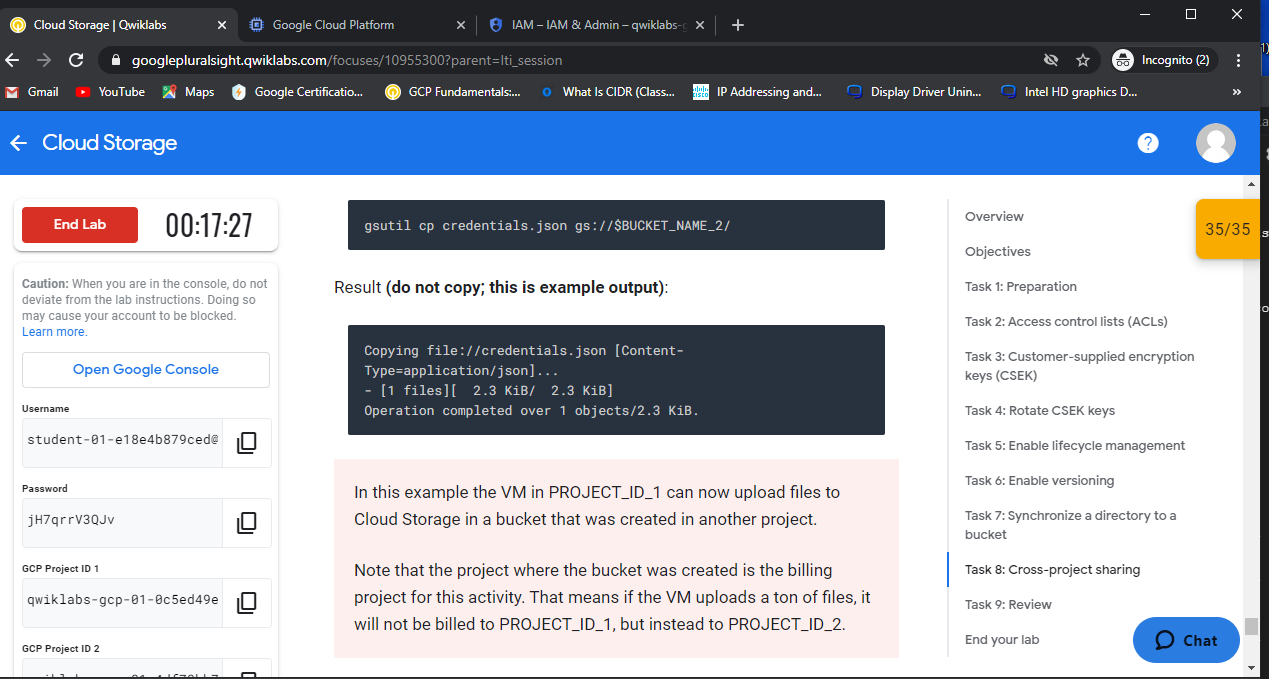 Cloud Storage | Qwiklabs
Google Cloud Platform
IAM – IAM & Admin – qwiklabs-g
googlepluralsight.qwiklabs.com/focuses/10955300?parent=lti_session
Incognito (2)
Gmail
YouTube
Maps
Google Certificatio...
GCP Fundamentals:...
What Is CIDR (Class...
IP Addressing and...
Display Driver Unin...
Intel HD graphics D...
»
Cloud Storage
?
End Lab
00:17:27
Caution: When you are in the console, do not
deviate from the lab instructions. Doing so
may cause your account to be blocked.
Learn more.
Open Google Console
Username
student-01-e18e4b879ced@
Password
jH7qrrV3QJv
GCP Project ID 1
qwiklabs-gcp-01-0c5ed49e
GCP Project ID 2
gsutil cp credentials.json gs://$BUCKET_NAME_2/
Result (do not copy; this is example output):
Copying file://credentials.json [Content-
Type=application/json]...
- [1 files][  2.3 KiB/  2.3 KiB]
Operation completed over 1 objects/2.3 KiB.
In this example the VM in PROJECT_ID_1 can now upload files to
Cloud Storage in a bucket that was created in another project.
Note that the project where the bucket was created is the billing
project for this activity. That means if the VM uploads a ton of files, it
will not be billed to PROJECT_ID_1, but instead to PROJECT_ID_2.
Overview
Objectives
Task 1: Preparation
Task 2: Access control lists (ACLs)
Task 3: Customer-supplied encryption
keys (CSEK)
Task 4: Rotate CSEK keys
Task 5: Enable lifecycle management
Task 6: Enable versioning
Task 7: Synchronize a directory to a
bucket
Task 8: Cross-project sharing
Task 9: Review
End your lab
35/35
Chat